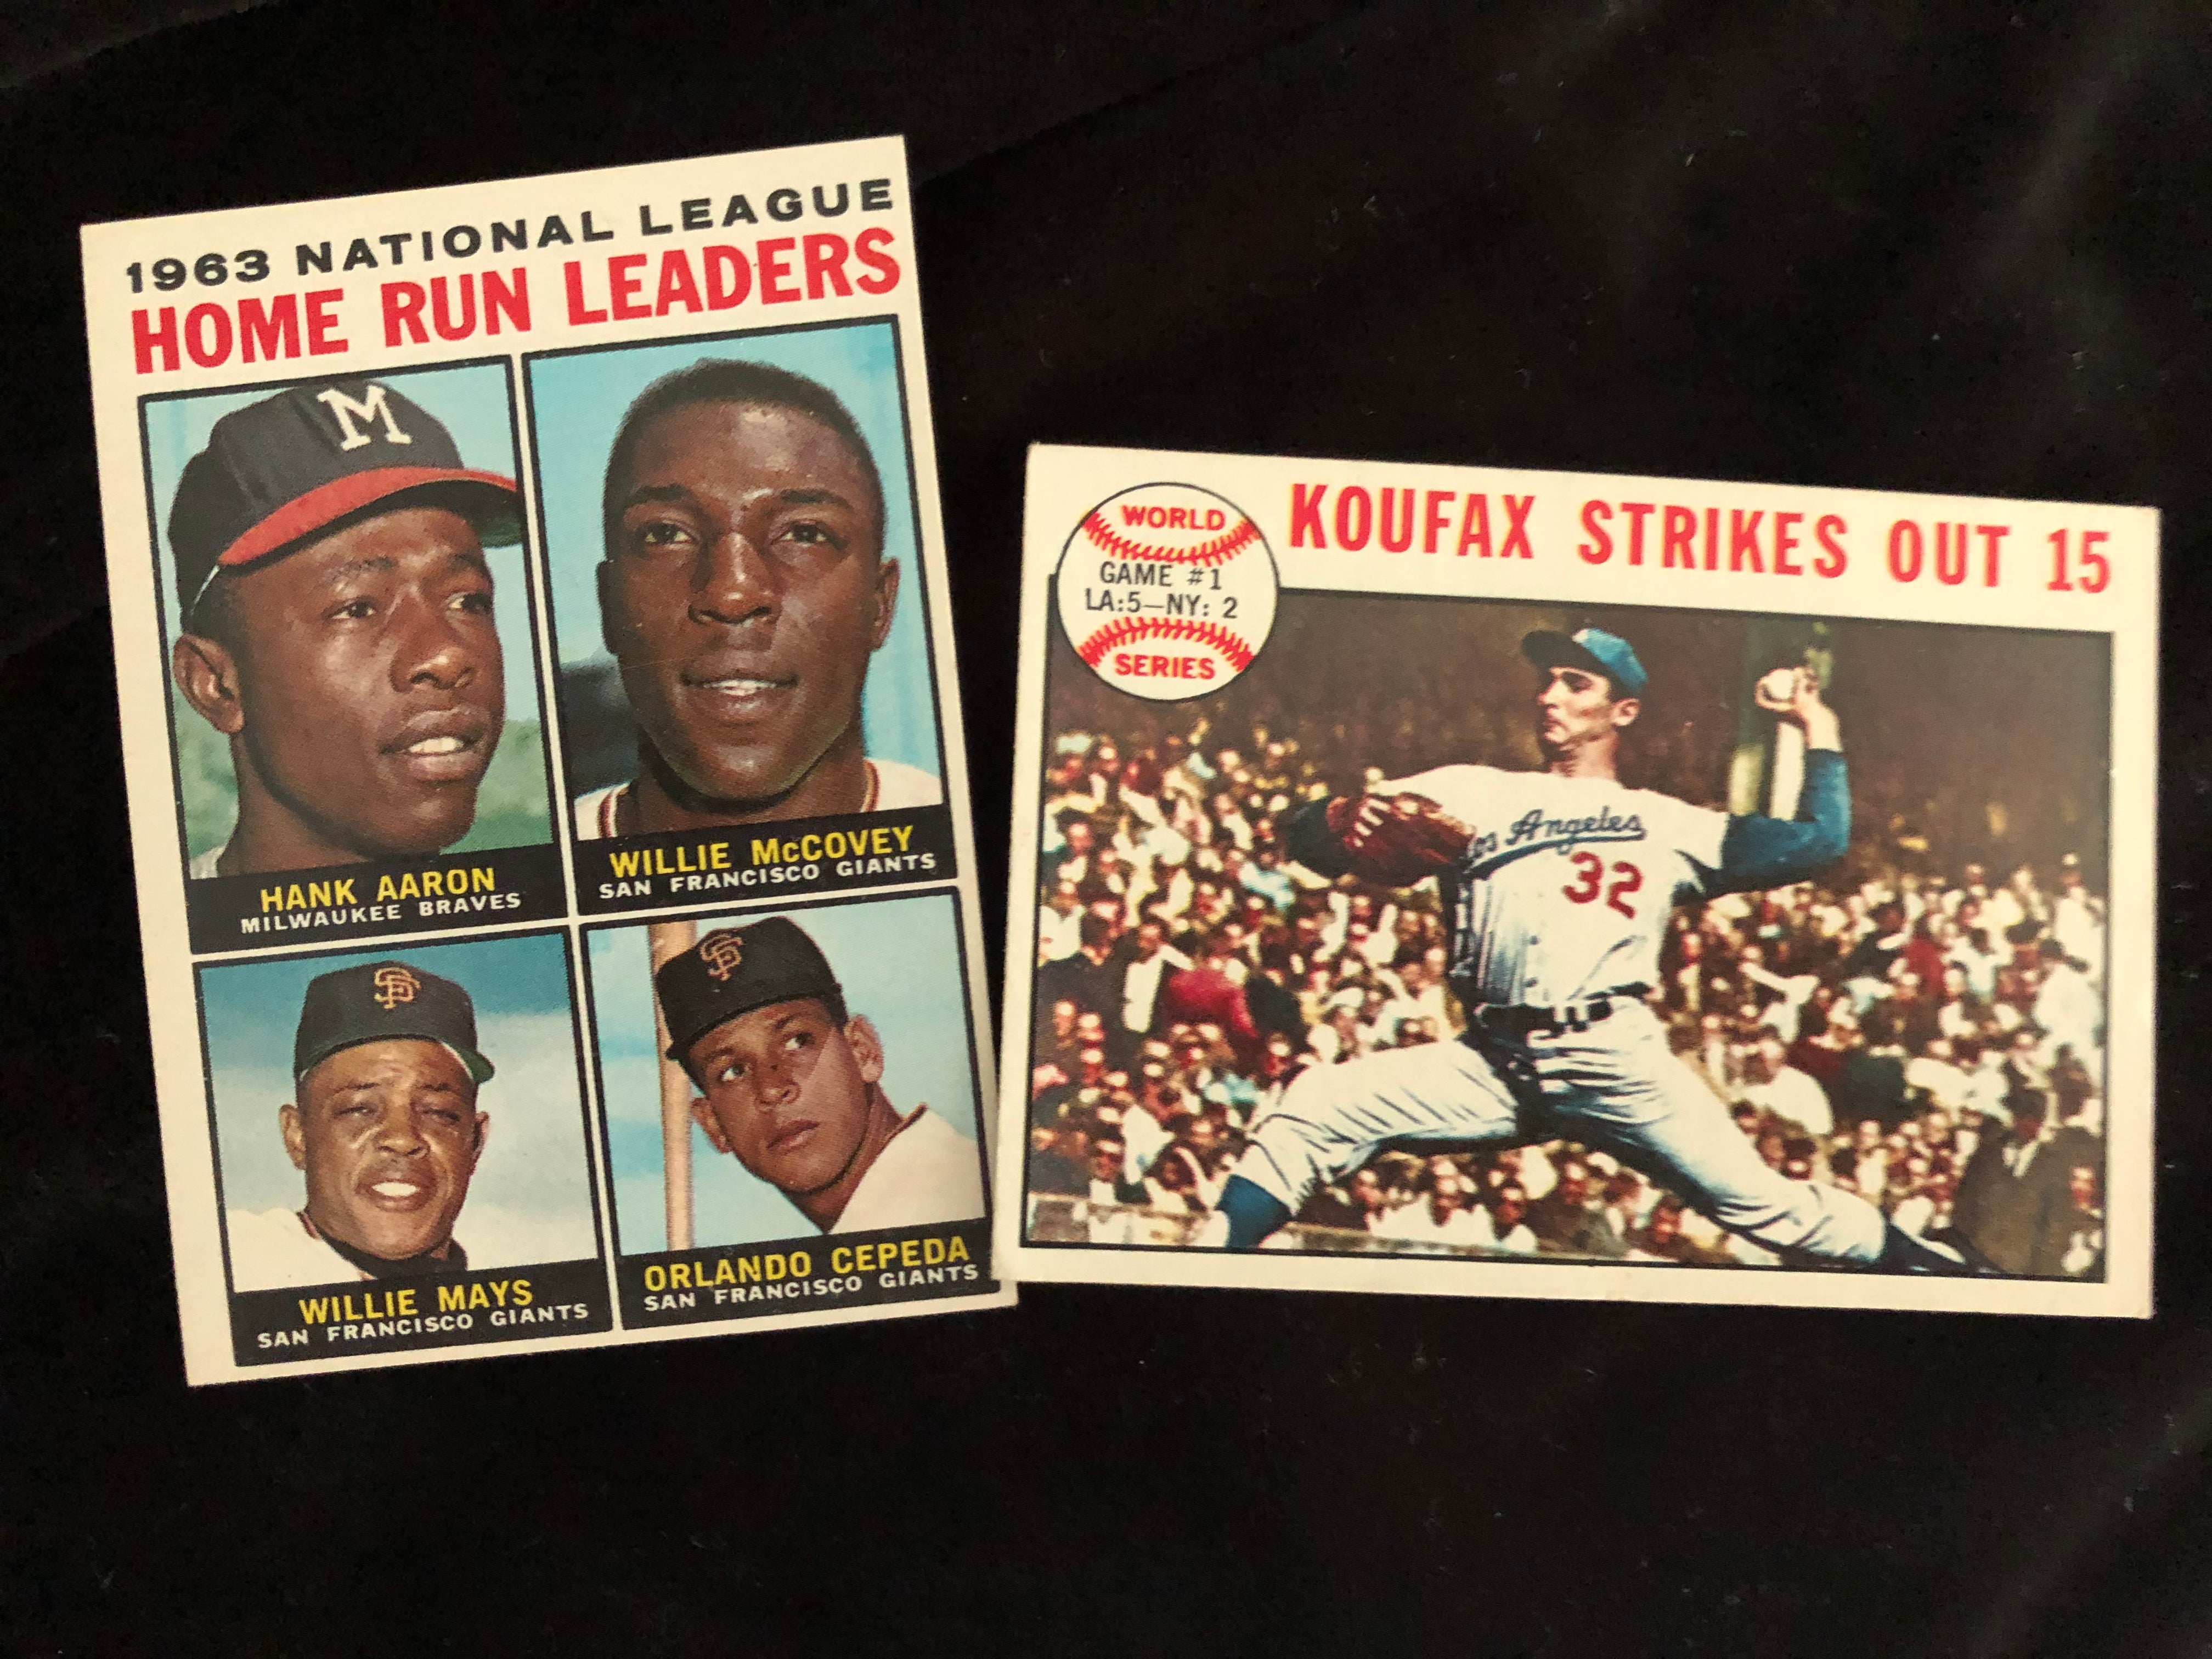 1963 NATIONAL LEAGUE
HOME RUN LEADERS
M
HANK AARON
MILWAUKEE BRAVES
WILLIE McCOVEY
SAN FRANCISCO GIANTS
SF
WILLIE MAYS
SAN FRANCISCO GIANTS
SF
ORLANDO CEPEDA
SAN FRANCISCO GIANTS
WORLD
GAME #1
LA:5—NY: 2
SERIES
KOUFAX STRIKES OUT 15
Los Angeles
32